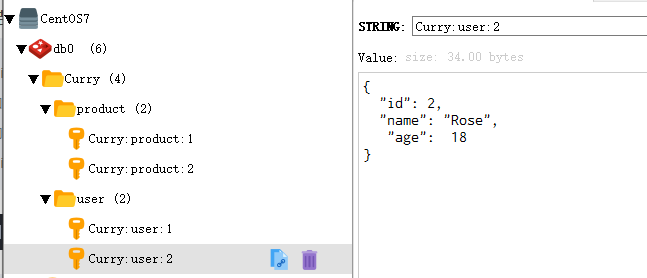 CentOS7
db0 (6)
Curry (4)
product (2)
Curry:product:1
Curry:product:2
user (2)
Curry:user:1
Curry:user:2
STRING: Curry:user:2
Value: size: 34.00 bytes
{
"id": 2,
"name": "Rose",
"age": 18
}